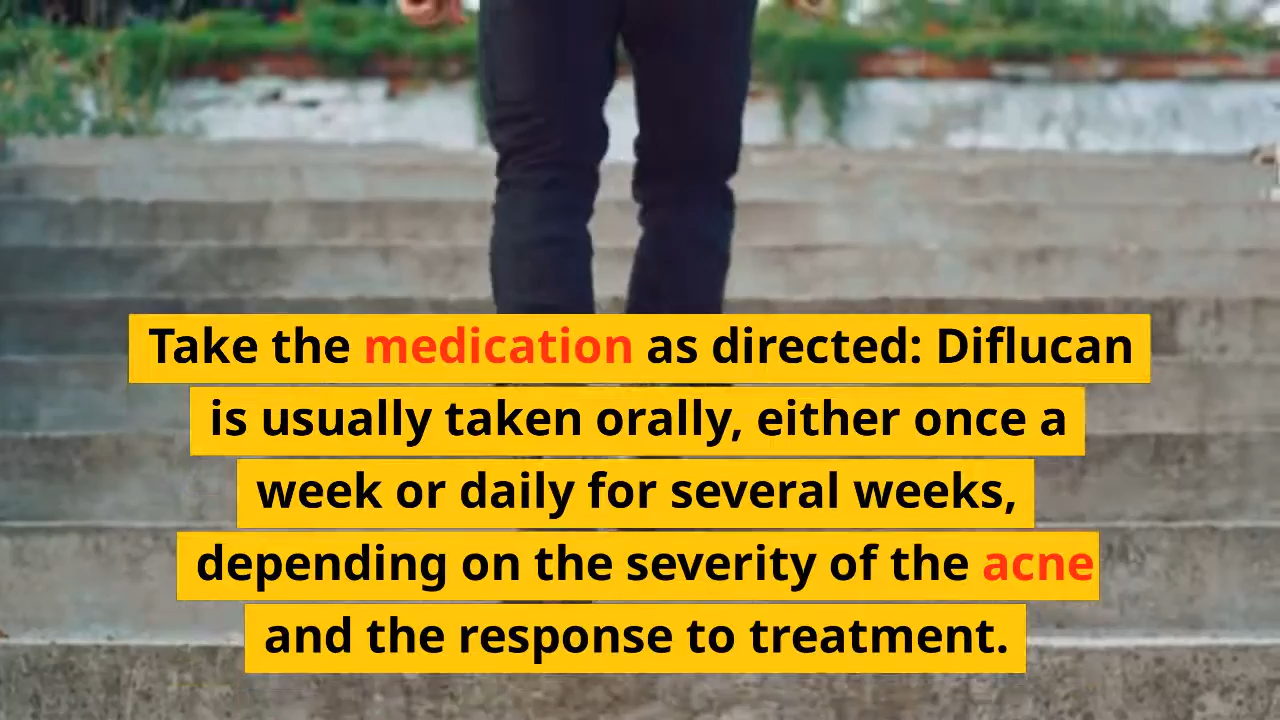 Take the medication as directed: Diflucan
is usually taken orally, either once a
week or daily for several weeks,
depending on the severity of the acne
and the response to treatment.